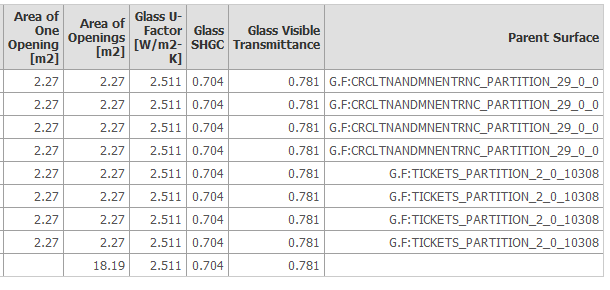 Area of One Opening [m2] Area of Openings [m2] Glass U-Factor [W/m2-K] Glass SHGC Glass Visible Transmittance Parent Surface
2.27 2.27 2.511 0.704 0.781 G.F:CRCLTNANDMNENTRNC_PARTITION_29_0_0
2.27 2.27 2.511 0.704 0.781 G.F:CRCLTNANDMNENTRNC_PARTITION_29_0_0
2.27 2.27 2.511 0.704 0.781 G.F:CRCLTNANDMNENTRNC_PARTITION_29_0_0
2.27 2.27 2.511 0.704 0.781 G.F:CRCLTNANDMNENTRNC_PARTITION_29_0_0
2.27 2.27 2.511 0.704 0.781 G.F:TICKETS_PARTITION_2_0_10308
2.27 2.27 2.511 0.704 0.781 G.F:TICKETS_PARTITION_2_0_10308
2.27 2.27 2.511 0.704 0.781 G.F:TICKETS_PARTITION_2_0_10308
2.27 2.27 2.511 0.704 0.781 G.F:TICKETS_PARTITION_2_0_10308
18.19 2.511 0.704 0.781